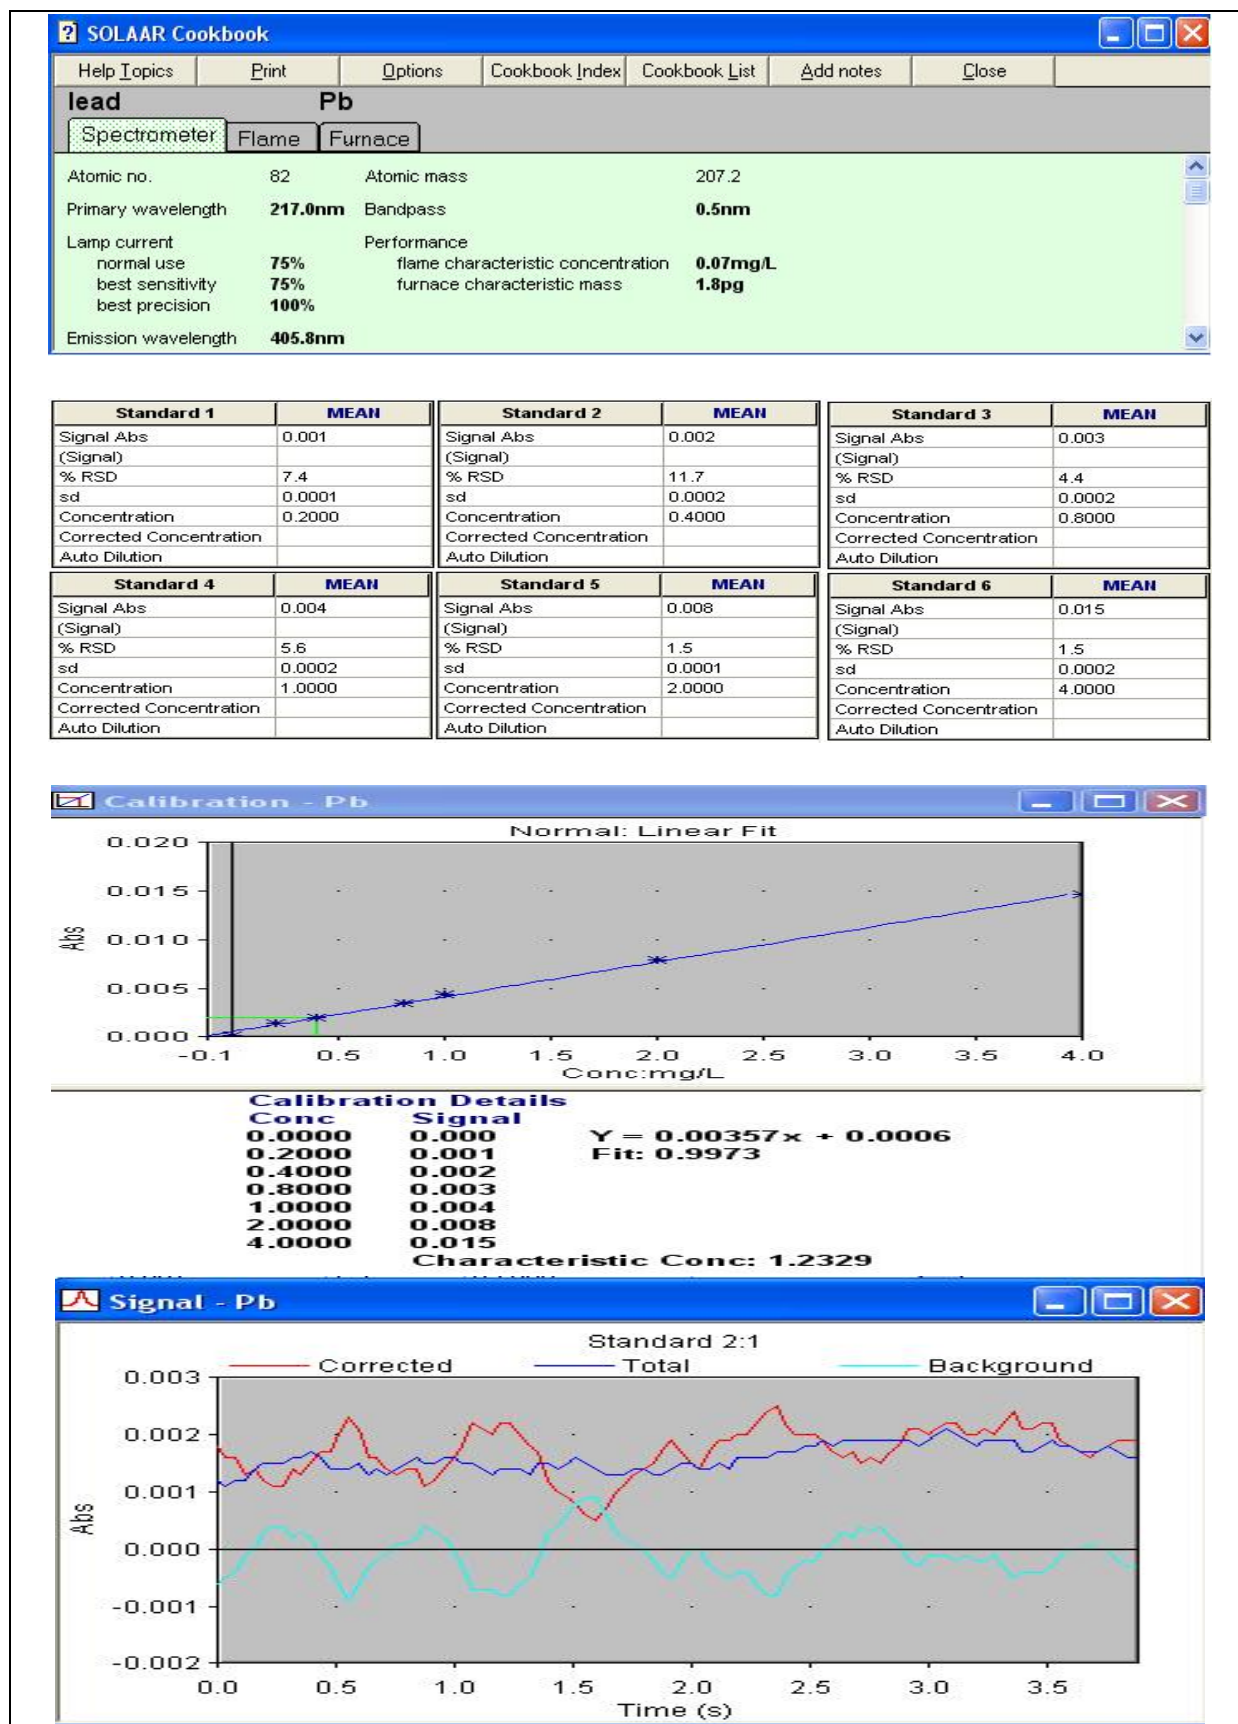 SOLAAR Cookbook
Help Topics Print Options Cookbook Index Cookbook List Add notes Close
lead Pb
Spectrometer Flame Furnace
Atomic no. 82 Atomic mass 207.2
Primary wavelength 217.0nm Bandpass 0.5nm
Lamp current Performance
normal use 75% flame characteristic concentration 0.07mg/L
best sensitivity 75% furnace characteristic mass 1.8pg
best precision 100%
Emission wavelength 405.8nm
Standard 1 MEAN
Signal Abs 0.001
(Signal)
% RSD 7.4
sd 0.0001
Concentration 0.2000
Corrected Concentration
Auto Dilution
Standard 2 MEAN
Signal Abs 0.002
(Signal)
% RSD 11.7
sd 0.0002
Concentration 0.4000
Corrected Concentration
Auto Dilution
Standard 3 MEAN
Signal Abs 0.003
(Signal)
% RSD 4.4
sd 0.0002
Concentration 0.8000
Corrected Concentration
Auto Dilution
Standard 4 MEAN
Signal Abs 0.004
(Signal)
% RSD 5.6
sd 0.0002
Concentration 1.0000
Corrected Concentration
Auto Dilution
Standard 5 MEAN
Signal Abs 0.008
(Signal)
% RSD 1.5
sd 0.0001
Concentration 2.0000
Corrected Concentration
Auto Dilution
Standard 6 MEAN
Signal Abs 0.015
(Signal)
% RSD 1.5
sd 0.0002
Concentration 4.0000
Corrected Concentration
Auto Dilution
Calibration - Pb
Normal: Linear Fit
0.020
0.015
0.010
0.005
0.000
Abs
-0.1 0.5 1.0 1.5 2.0 2.5 3.0 3.5 4.0
Conc:mg/L
Calibration Details
Conc Signal
0.0000 0.000 Y = 0.00357x + 0.0006
0.2000 0.001 Fit: 0.9973
0.4000 0.002
0.8000 0.003
1.0000 0.004
2.0000 0.008
4.0000 0.015
Characteristic Conc: 1.2329
Signal - Pb
Standard 2:1
Corrected Total Background
0.003
0.002
0.001
0.000
-0.001
-0.002
Abs
0.0 0.5 1.0 1.5 2.0 2.5 3.0 3.5
Time (s)